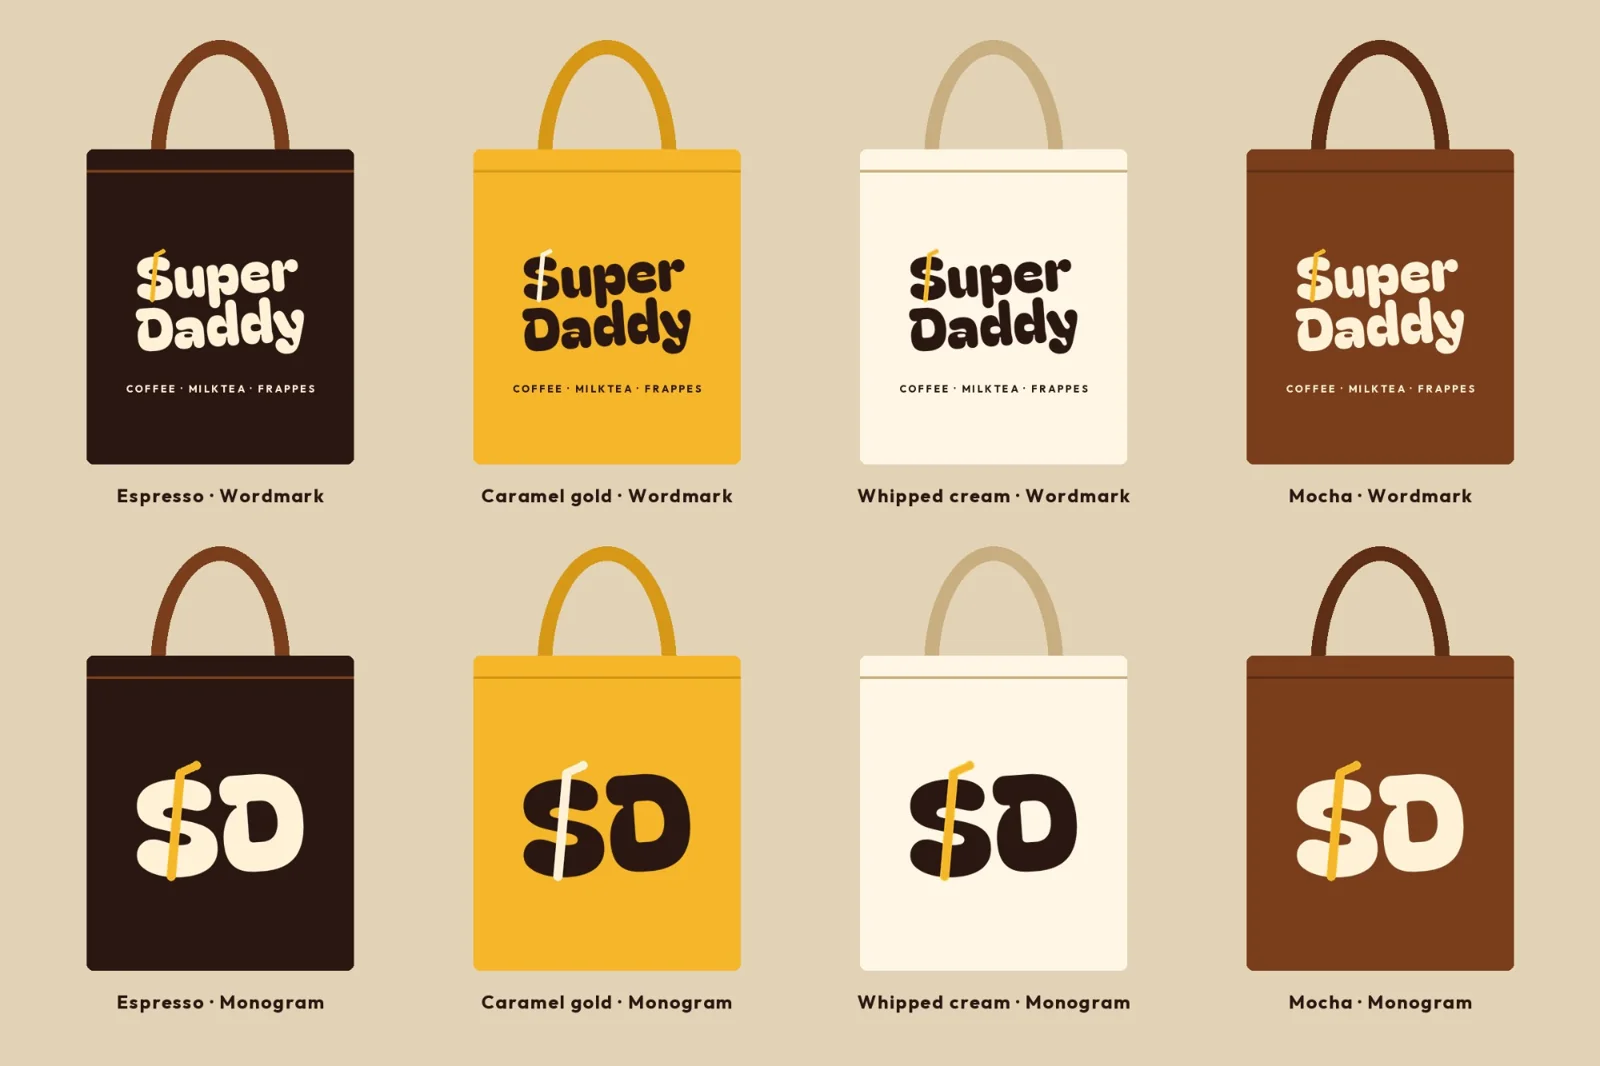 Super
Daddy
COFFEE · MILKTEA · FRAPPES
Espresso · Wordmark
Super
Daddy
COFFEE · MILKTEA · FRAPPES
Caramel gold · Wordmark
Super
Daddy
COFFEE · MILKTEA · FRAPPES
Whipped cream · Wordmark
Super
Daddy
COFFEE · MILKTEA · FRAPPES
Mocha · Wordmark
SD
Espresso · Monogram
SD
Caramel gold · Monogram
SD
Whipped cream · Monogram
SD
Mocha · Monogram